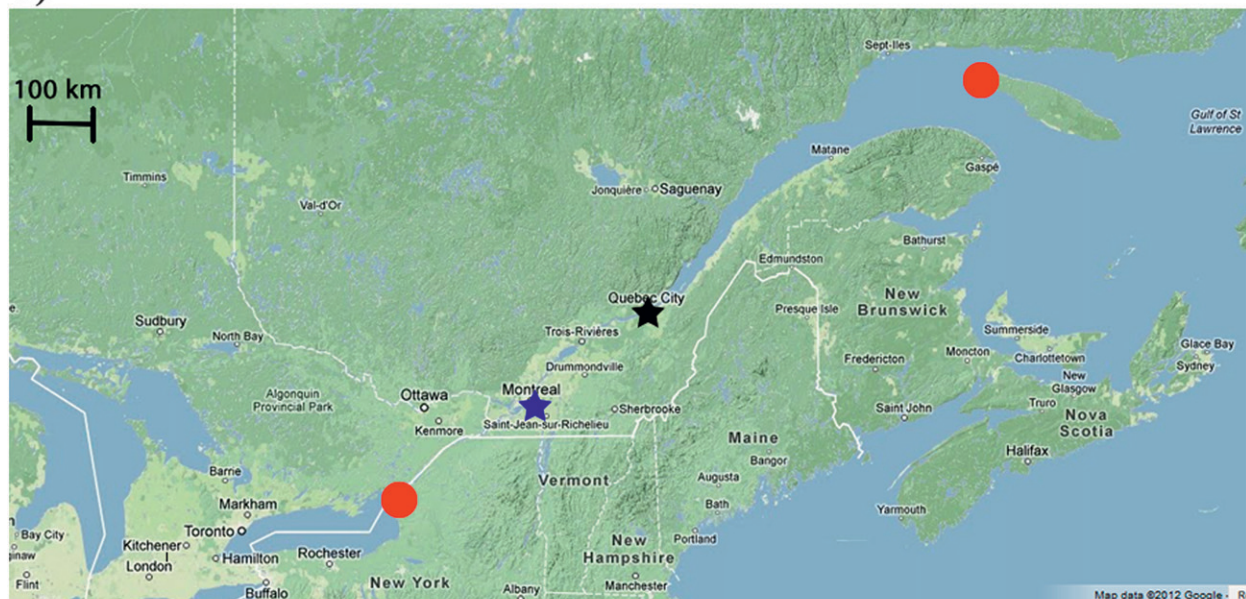 100 km
Sept-Iles
Gulf of St
Lawrence
Matane
Gaspé
Timmins
Jonquière
Saguenay
Val-d'Or
Bathurst
Edmundston
Quebec City
New
Brunswick
Presque Isle
Sudbury
North Bay
Trois-Rivières
Summerside
Glace Bay
Sydney
Fredericton
Moncton
Charlottetown
Drummondville
New
Glasgow
Algonquin
Provincial Park
Ottawa
Montreal
Sherbrooke
Saint John
Truro
Nova
Scotia
Kenmore
Saint-Jean-sur-Richelieu
Maine
Bangor
Halifax
Barrie
Vermont
Augusta
Bath
Yarmouth
Markham
Toronto
Portland
Bay City
Kitchener
Hamilton
Rochester
New
Hampshire
London
Flint
Buffalo
New York
Albany
Manchester
Map data ©2012 Google -